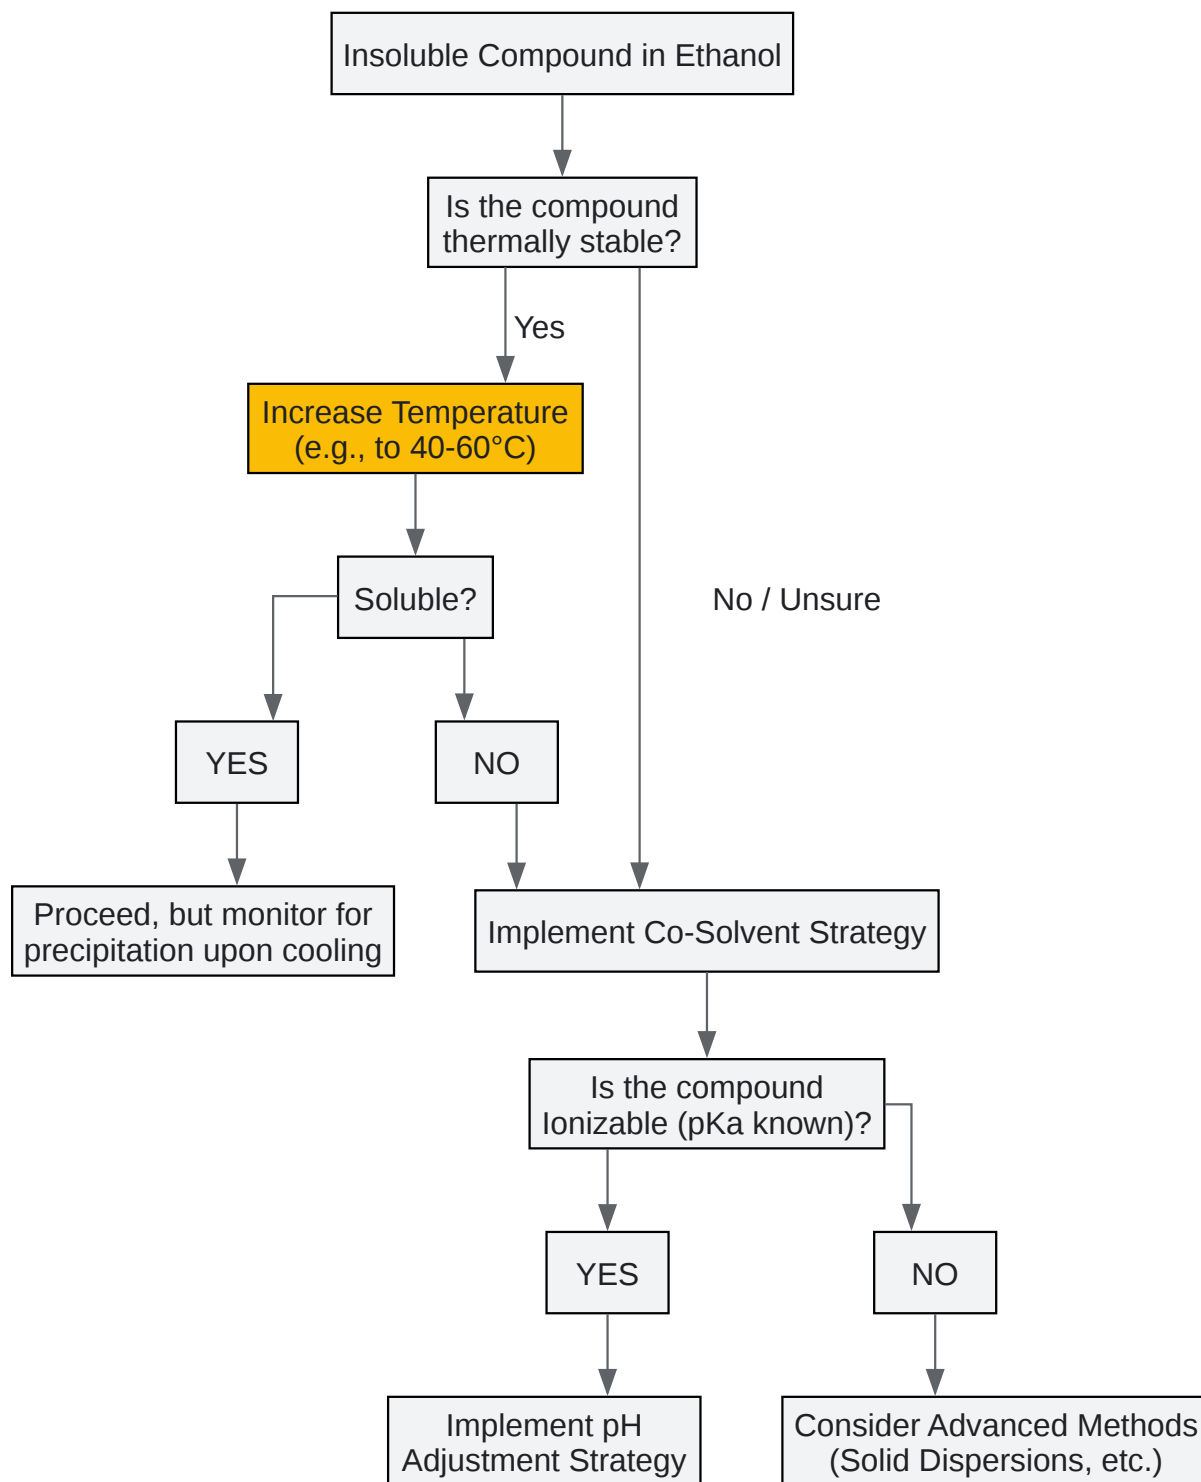 Insoluble Compound in Ethanol
Is the compound
thermally stable?
Yes
Increase Temperature
(e.g., to 40-60°C)
Soluble?
No / Unsure
YES
NO
Proceed, but monitor for
precipitation upon cooling
Implement Co-Solvent Strategy
Is the compound
Ionizable (pKa known)?
YES
NO
Implement pH
Adjustment Strategy
Consider Advanced Methods
(Solid Dispersions, etc.)